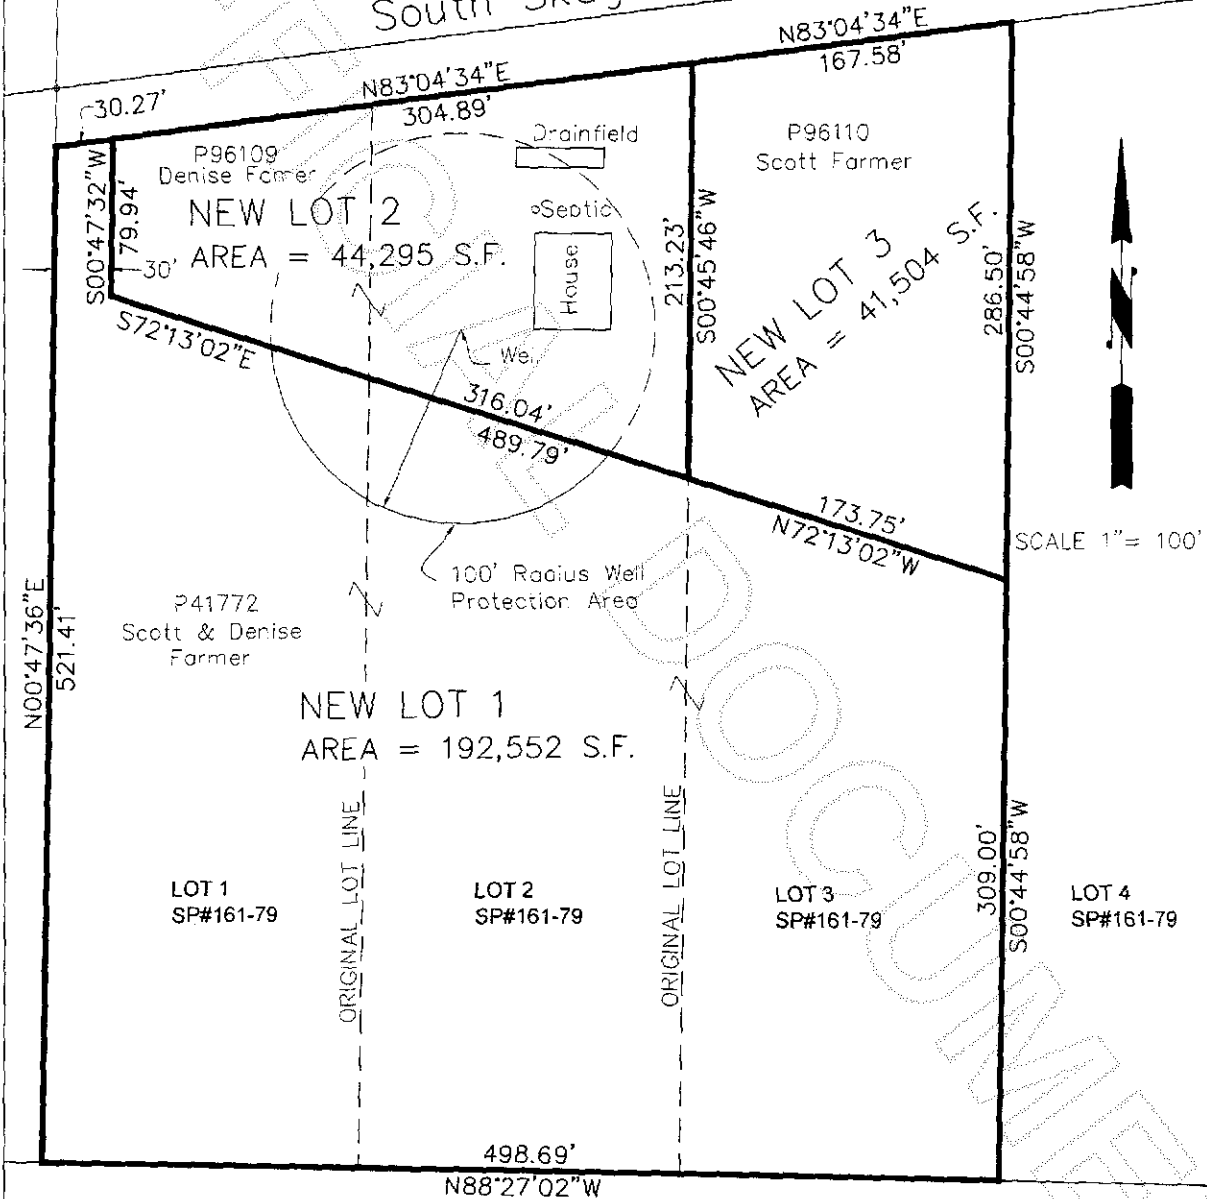 South
N83°04'34"E
167.58'
N83°04'34"E
304.89'
30.27'
P96109
Denise Farmer
NEW LOT 2
AREA = 44,295 S.F.
S00°47'32"W
79.94'
30'
Drainfield
Septic
House
P96110
Scott Farmer
213.23'
S00°45'46"W
NEW LOT 3
AREA = 41,504 S.F.
286.50'
S00°44'58"W
S72°13'02"E
Well
316.04'
489.79'
173.75'
N72°13'02"W
SCALE 1"= 100'
100' Radius Well
Protection Area
P41772
Scott & Denise
Farmer
N00°47'36"E
521.41'
NEW LOT 1
AREA = 192,552 S.F.
ORIGINAL LOT LINE
ORIGINAL LOT LINE
LOT 1
SP#161-79
LOT 2
SP#161-79
LOT 3
SP#161-79
309.00'
S00°44'58"W
LOT 4
SP#161-79
498.69'
N88°27'02"W